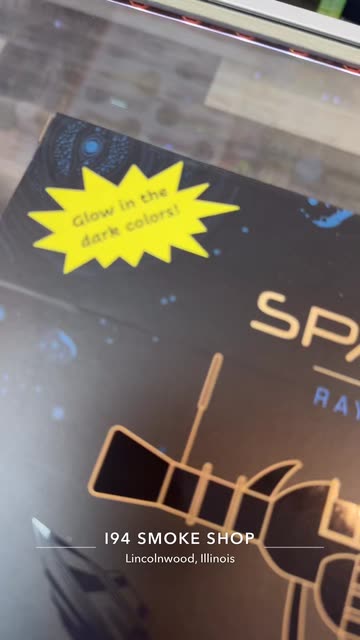 Glow in the
dark colors!
SPA
RAY
I94 SMOKE SHOP
Lincolnwood, Illinois